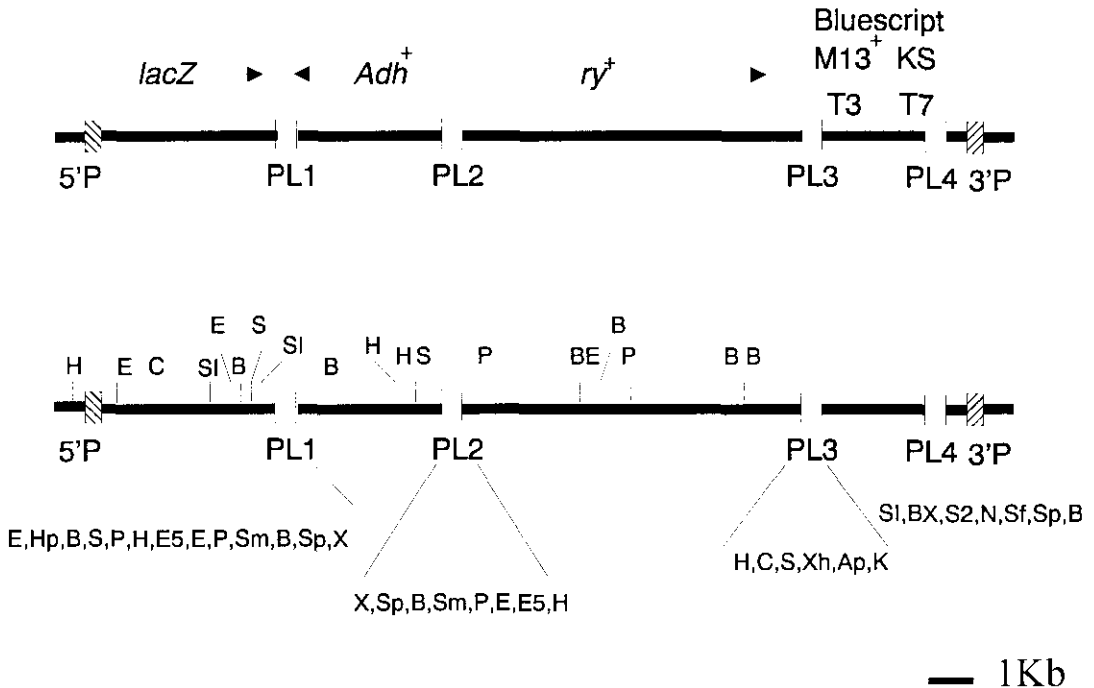 Bluescript
lacZ Adh+ ry+ M13+ KS
T3 T7
5'P PL1 PL2 PL3 PL4 3'P
E S B
SI H
H E C SI B B H S P B E P B B
5'P PL1 PL2 PL3 PL4 3'P
SI,BX,S2,N,Sf,Sp,B
E,Hp,B,S,P,H,E5,E,P,Sm,B,Sp,X
H,C,S,Xh,Ap,K
X,Sp,B,Sm,P,E,E5,H
1Kb